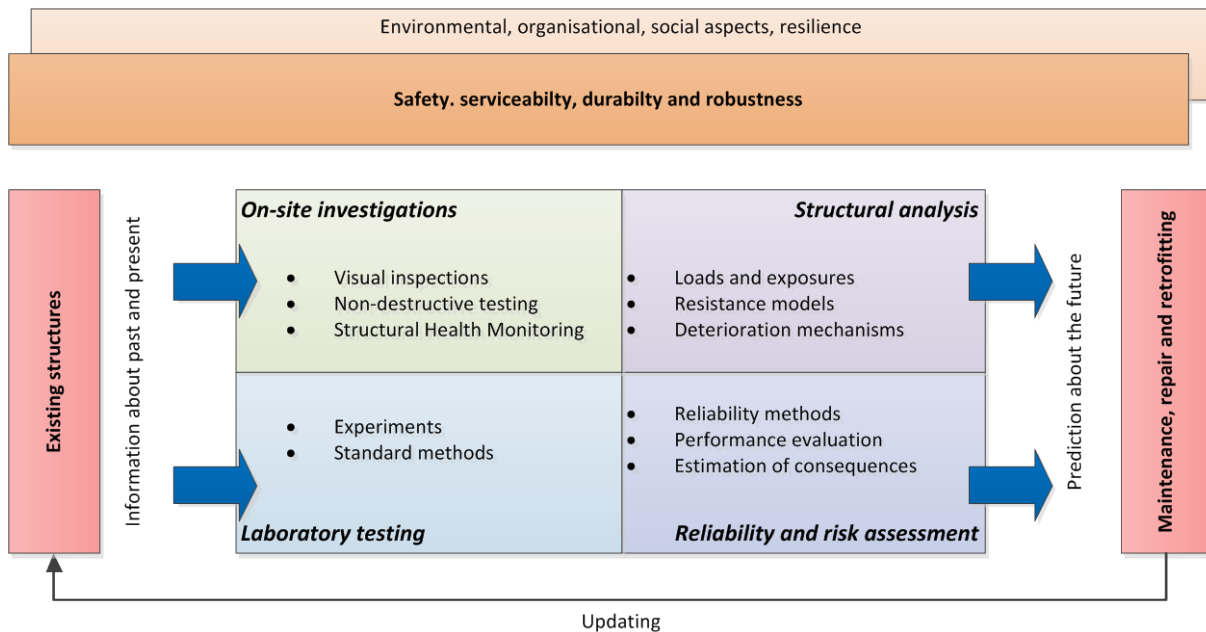 Environmental, organisational, social aspects, resilience
Safety. serviceabilty, durabilty and robustness
Existing structures
Information about past and present
On-site investigations
• Visual inspections
• Non-destructive testing
• Structural Health Monitoring
Structural analysis
• Loads and exposures
• Resistance models
• Deterioration mechanisms
• Experiments
• Standard methods
Laboratory testing
• Reliability methods
• Performance evaluation
• Estimation of consequences
Reliability and risk assessment
Prediction about the future
Maintenance, repair and retrofitting
Updating